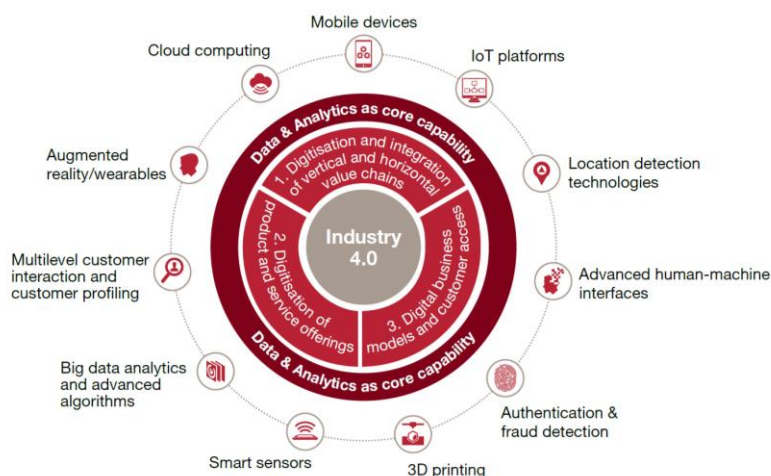 Mobile devices
Cloud computing
IoT platforms
Augmented
reality/wearables
Location detection
technologies
Multilevel customer
interaction and
customer profiling
Advanced human-machine
interfaces
Big data analytics
and advanced
algorithms
Authentication &
fraud detection
Smart sensors
3D printing
Data & Analytics as core capability
1. Digitisation and integration
of vertical and horizontal
value chains
2. Digitisation of
product and service offerings
3. Digital business
models and customer access
Industry
4.0
Data & Analytics as core capability